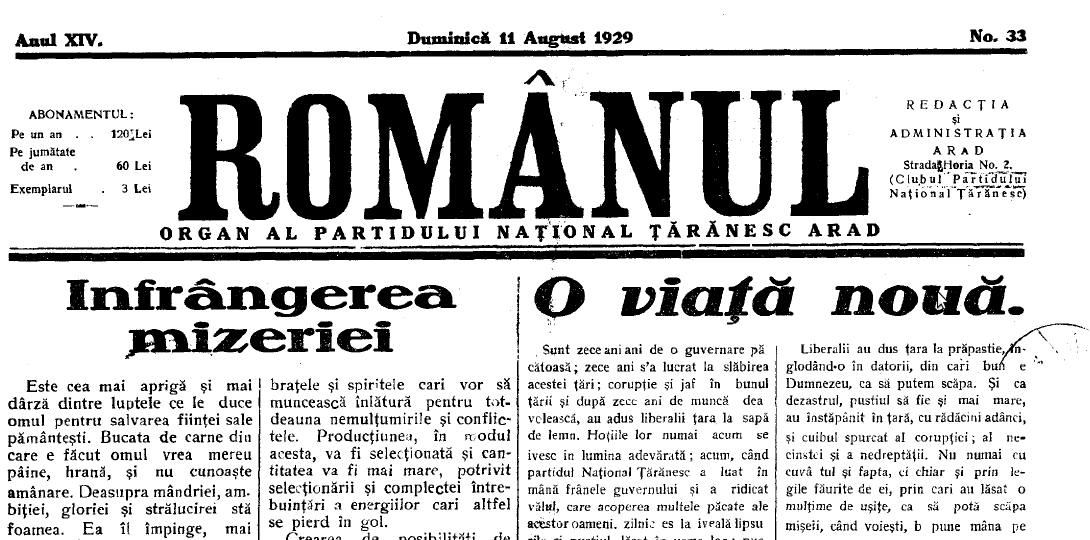 Anul XIV.
Duminică 11 August 1929
No. 33
ABONAMENTUL:
Pe un an . . 120 Lei
Pe jumătate
de an . 60 Lei
Exemplarul . 3 Lei
ROMÂNUL
REDACȚIA
și
ADMINISTRAȚIA
ARAD
Strada Horia No. 2.
(Clubul Partidului
Național Țărănesc)
ORGAN AL PARTIDULUI NAȚIONAL ȚĂRĂNESC ARAD
Infrângerea
mizeriei
Este cea mai aprigă și mai
dârză dintre luptele ce le duce
omul pentru salvarea ființei sale
pământești. Bucata de carne din
care e făcut omul vrea mereu
pâine, hrană, și nu cunoaște
amânare. Deasupra mândriei, am-
biției, gloriei și strălucirei stă
foamea. Ea îl împinge, mai
brațele și spiritele cari vor să
muncească înlătură pentru tot-
deauna nemulțumirile și conflic-
tele. Producțiunea, în modul
acesta, va fi selecționată și can-
titatea va fi mai mare, potrivit
selecționării și complectei între-
buințări a energiilor cari altfel
se pierd în gol.
Crearea de posibilități de
O viață nouă.
Sunt zece ani ani de o guvernare pă
cătoasă; zece ani s'a lucrat la slăbirea
acestei țări; corupție și jaf în bunul
țării și după zece ani de muncă dea
volească, au adus liberalii țara la sapă
de lemn. Hoțiile lor numai acum se
ivesc in lumina adevărată; acum, când
partidul Național Țărănesc a luat în
mână frânele guvernului și a ridicat
vălul, care acoperea multele păcate ale
acestor oameni. zilnic es la iveală lipsu
Liberalii au dus țara la prăpastie, în-
glodând-o în datorii, din cari bun e
Dumnezeu, ca să putem scăpa. Și ca
dezastrul, pustiul să fie și mai mare,
au înstăpânit în țară, cu rădăcini adânci,
și cuibul spurcat al corupției; al ne-
cinstei și a nedreptății. Nu numai cu
cuvâ tul și fapta, ci chiar și prin le-
gile făurite de ei, prin cari au lăsat o
mulțime de ușițe, ca să potă scăpa
mișeii, când voiești, b pune mâna pe